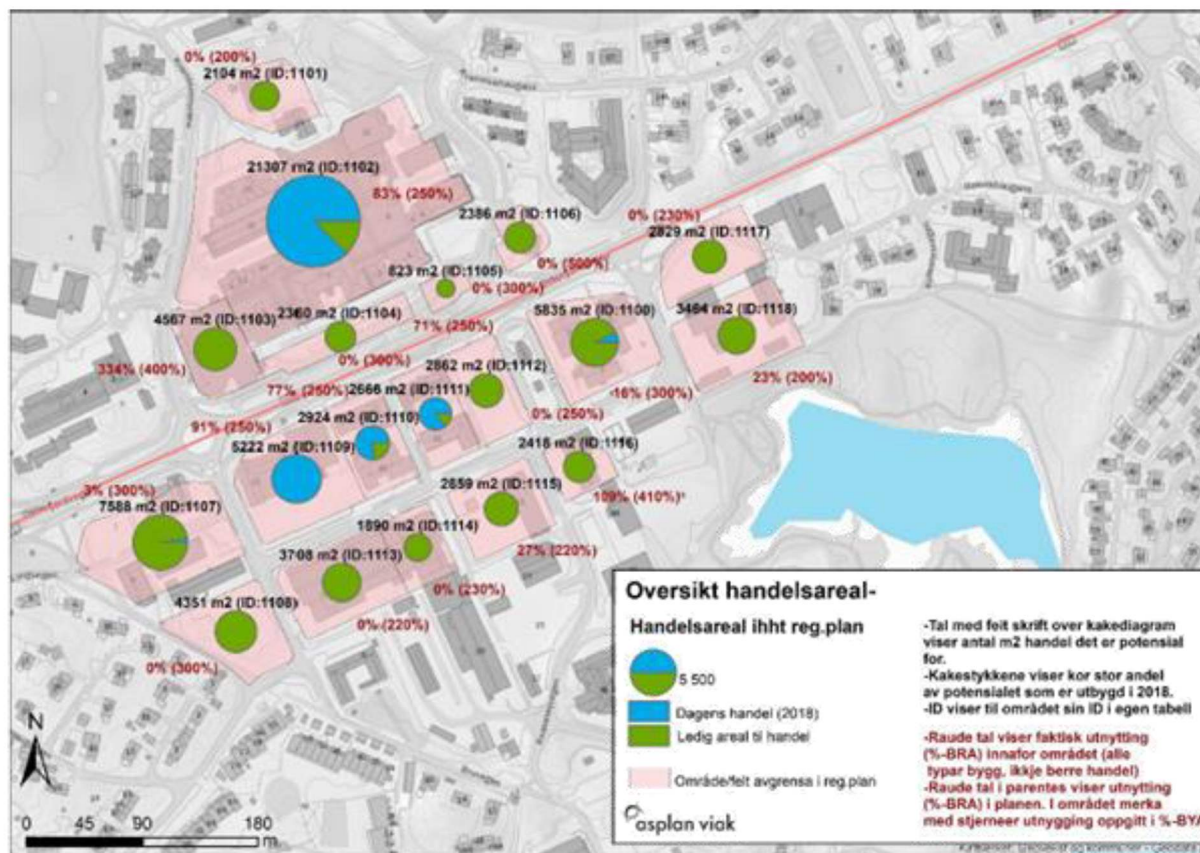 0% (200%)
2104 m2 (ID:1101)
21307 m2 (ID:1102)
83% (250%)
2386 m2 (ID:1106)
0% (500%)
0% (230%)
2829 m2 (ID:1117)
823 m2 (ID:1105)
0% (300%)
4567 m2 (ID:1103)
2360 m2 (ID:1104)
71% (250%)
5835 m2 (ID:1100)
3464 m2 (ID:1118)
334% (400%)
0% (300%)
2862 m2 (ID:1112)
77% (250%)
2666 m2 (ID:1111)
16% (300%)
23% (200%)
91% (250%)
2924 m2 (ID:1110)
0% (250%)
5222 m2 (ID:1109)
2418 m2 (ID:1116)
3% (300%)
7588 m2 (ID:1107)
2859 m2 (ID:1115)
109% (410%)*
1890 m2 (ID:1114)
27% (220%)
3708 m2 (ID:1113)
0% (230%)
4351 m2 (ID:1108)
0% (220%)
0% (300%)
Oversikt handelsareal-
Handelsareal ihht reg.plan
5 500
Dagens handel (2018)
Ledig areal til handel
Område/felt avgrensa i reg.plan
asplan viak
-Tal med feit skrift over kakediagram
viser antal m2 handel det er potensial
for.
-Kakestykkene viser kor stor andel
av potensialet som er utbygd i 2018.
-ID viser til området sin ID i egen tabell
-Raude tal viser faktisk utnytting
(%-BRA) innafor området (alle
typar bygg, ikkje berre handel)
-Raude tal i parentes viser utnytting
(%-BRA) i planen. I området merka
med stjerneer utnygging oppgitt i %-BYA
N
0 45 90 180
m